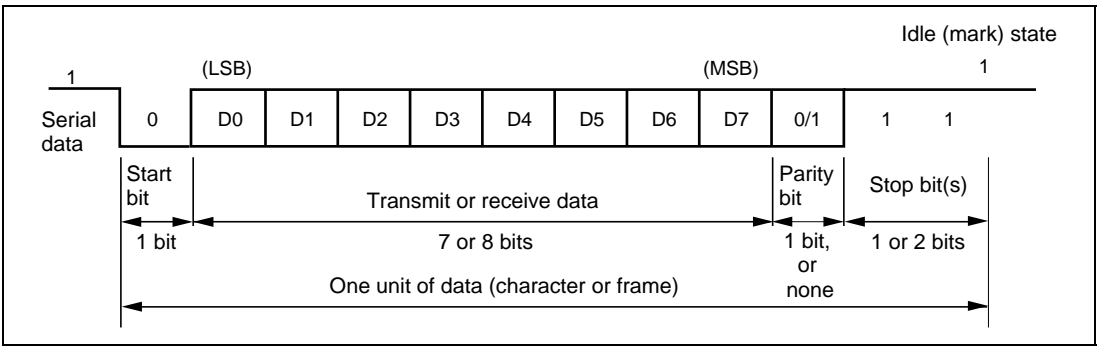 Idle (mark) state
1 (LSB) (MSB) 1
Serial
data
0 D0 D1 D2 D3 D4 D5 D6 D7 0/1 1 1
Start
bit
Transmit or receive data
Parity
bit
Stop bit(s)
1 bit
7 or 8 bits
1 bit,
or
none
1 or 2 bits
One unit of data (character or frame)